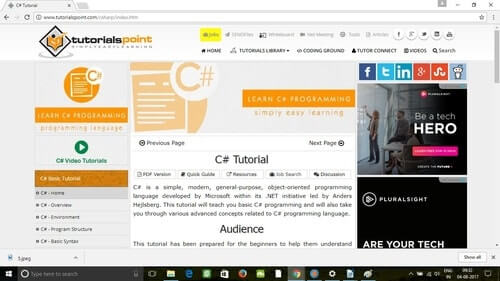 C# Tutorial
www.tutorialspoint.com/csharp/index.htm
tutorialspoint
SIMPLYEASYLEARNING
Jobs SENDFiles Whiteboard Net Meeting Tools Articles
HOME TUTORIALS LIBRARY CODING GROUND TUTOR CONNECT VIDEOS Search
C#
LEARN C# PROGRAMMING
programming language
C# Video Tutorials
C# Basic Tutorial
C# - Home
C# - Overview
C# - Environment
C# - Program Structure
C# - Basic Syntax
C#
LEARN C# PROGRAMMING
simply easy learning
Previous Page
Next Page
C# Tutorial
PDF Version Quick Guide Resources Job Search Discussion
C# is a simple, modern, general-purpose, object-oriented programming
language developed by Microsoft within its .NET initiative led by Anders
Hejlsberg. This tutorial will teach you basic C# programming and will also take
you through various advanced concepts related to C# programming language.
Audience
This tutorial has been prepared for the beginners to help them understand
PLURALSIGHT
Be a tech
HERO
CREATE THE FUTURE
PLURALSIGHT
ARE YOUR TECH
5.jpeg
Show all
Type here to search
ENG
IN
09:32
04-08-2017